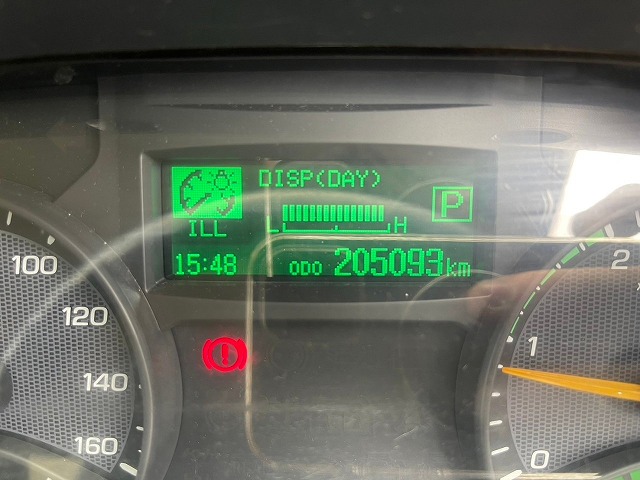 DISP(DAY)
P
ILL
L H
15:48 ODO 205093km
100
120
140
160
2
1
0